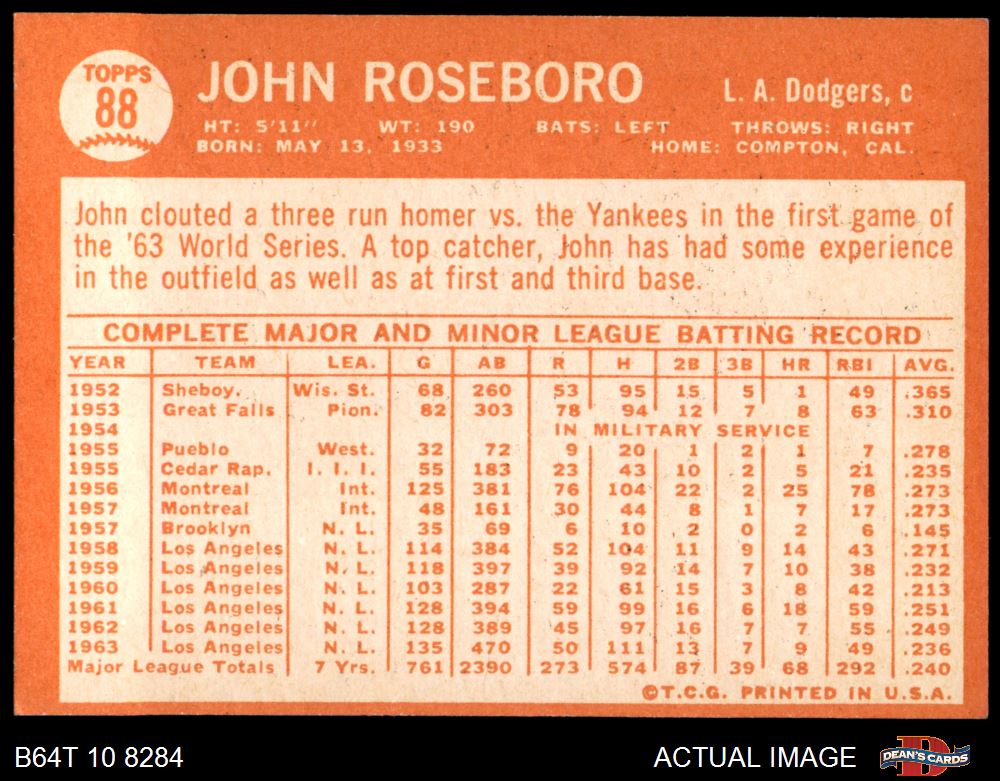 TOPPS
88
JOHN ROSEBORO
L. A. Dodgers, c
HT: 5'11" WT: 190 BATS: LEFT THROWS: RIGHT
BORN: MAY 13, 1933 HOME: COMPTON, CAL.
John clouted a three run homer vs. the Yankees in the first game of
the '63 World Series. A top catcher, John has had some experience
in the outfield as well as at first and third base.
COMPLETE MAJOR AND MINOR LEAGUE BATTING RECORD
YEAR TEAM LEA. G AB R H 2B 3B HR RBI AVG.
1952 Sheboy. Wis. St. 68 260 53 95 15 5 1 49 .365
1953 Great Falls Pion. 82 303 78 94 12 7 8 63 .310
1954 IN MILITARY SERVICE
1955 Pueblo West. 32 72 9 20 1 2 1 7 .278
1955 Cedar Rap. I. I. I. 55 183 23 43 10 2 5 21 .235
1956 Montreal Int. 125 381 76 104 22 2 25 78 .273
1957 Montreal Int. 48 161 30 44 8 1 7 17 .273
1957 Brooklyn N. L. 35 69 6 10 2 0 2 6 .145
1958 Los Angeles N. L. 114 384 52 104 11 9 14 43 .271
1959 Los Angeles N. L. 118 397 39 92 14 7 10 38 .232
1960 Los Angeles N. L. 103 287 22 61 15 3 8 42 .213
1961 Los Angeles N. L. 128 394 59 99 16 6 18 59 .251
1962 Los Angeles N. L. 128 389 45 97 16 7 7 55 .249
1963 Los Angeles N. L. 135 470 50 111 13 7 9 49 .236
Major League Totals 7 Yrs. 761 2390 273 574 87 39 68 292 .240
©T.C.G. PRINTED IN U.S.A.
B64T 10 8284
ACTUAL IMAGE
DEAN'S CARDS